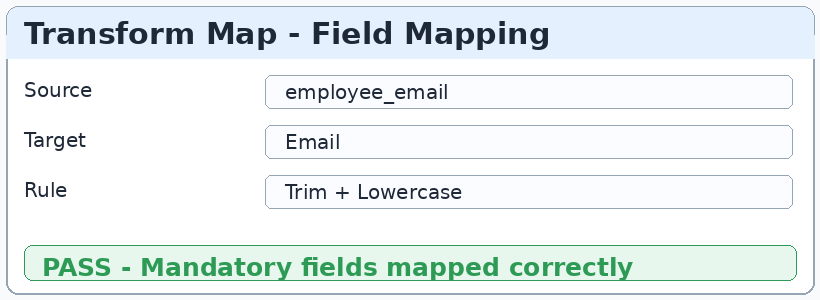 Transform Map - Field Mapping
Source employee_email
Target Email
Rule Trim + Lowercase
PASS - Mandatory fields mapped correctly